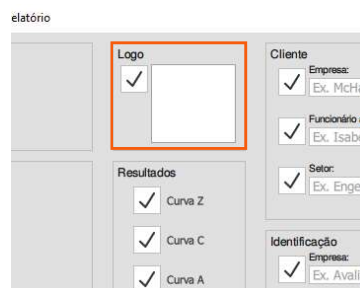 elatório
Logo
Resultados
Curva Z
Curva C
Curva A
Cliente
Empresa:
Ex. McHa
Funcionário
Ex. Isabe
Setor:
Ex. Enge
Identificação
Empresa:
Ex. Avali